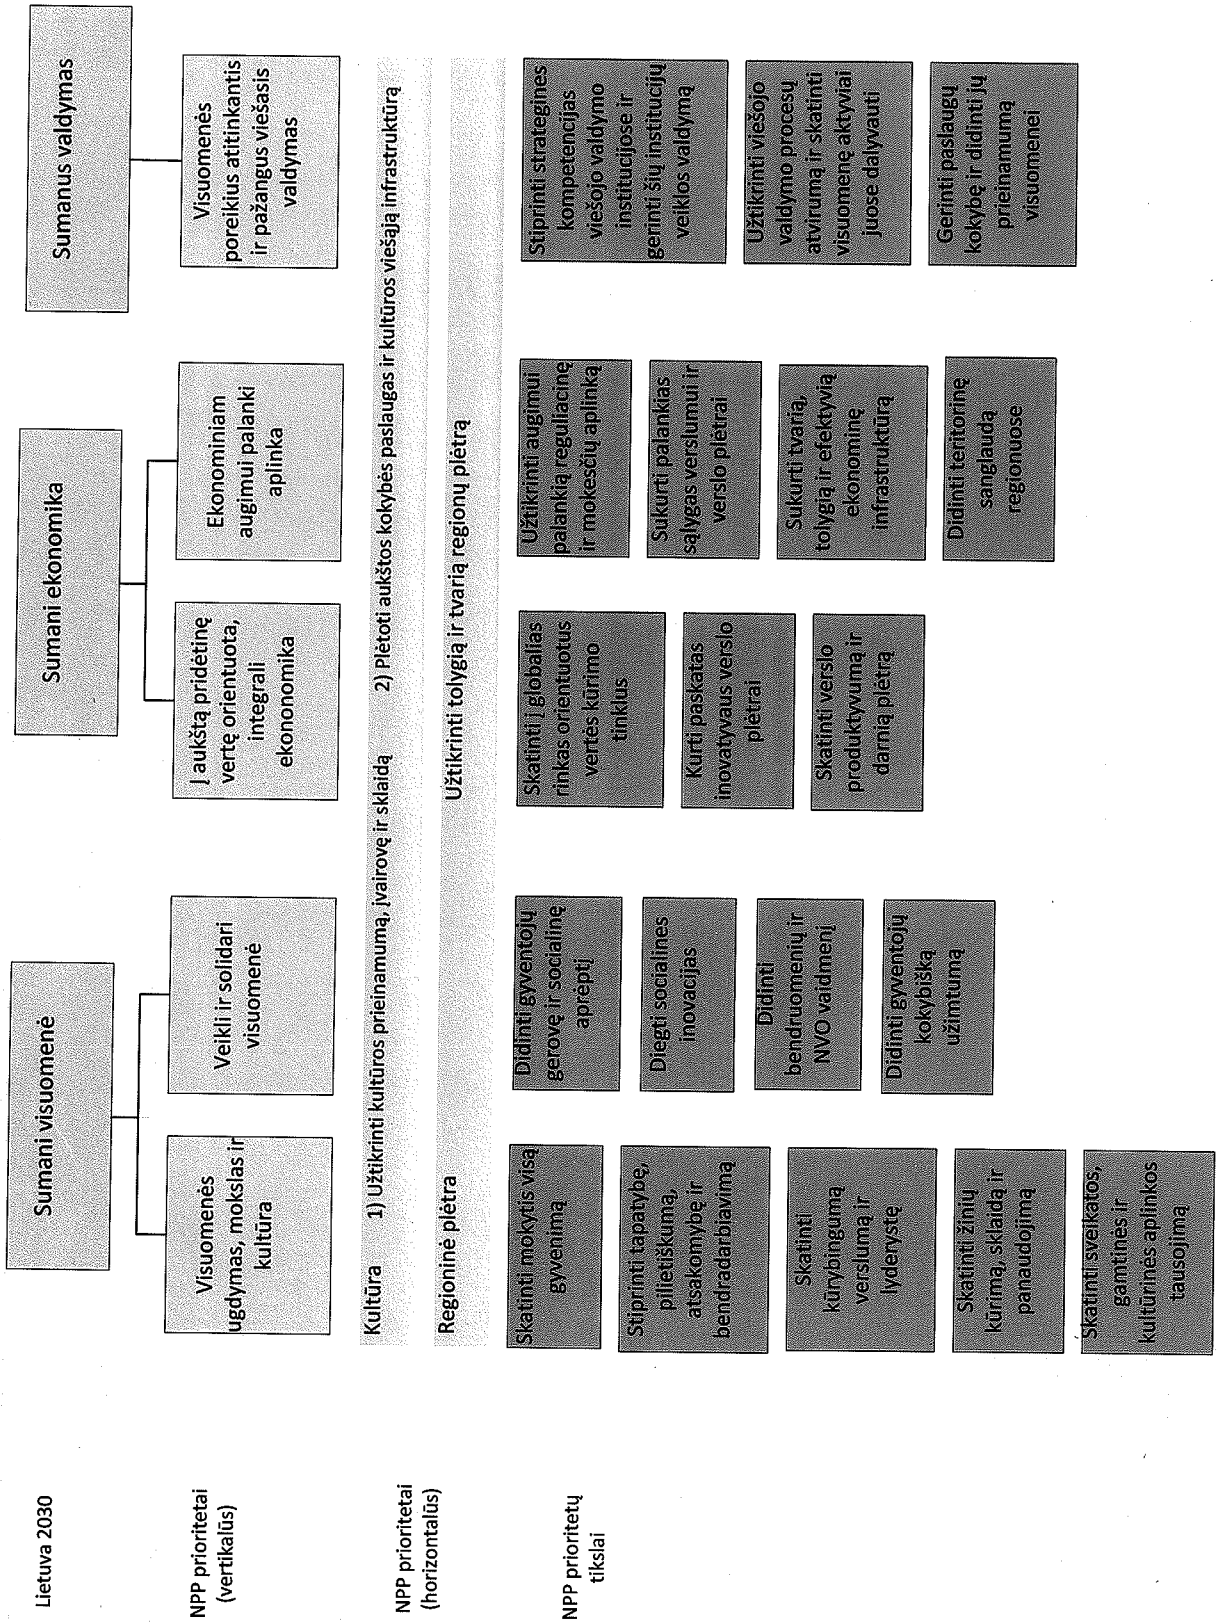 Lietuva 2030
Sumani visuomenė
Sumani ekonomika
Sumanus valdymas
NPP prioritetai
(vertikalūs)
Visuomenės
ugdymas, mokslas ir
kultūra
Veikli ir solidari
visuomenė
Į aukštą pridėtinę
vertę orientuota,
integrali
ekononomika
Ekonominiam
augimui palanki
aplinka
Visuomenės
poreikius atitinkantis
ir pažangus viešasis
valdymas
NPP prioritetai
(horizontalūs)
Kultūra 1) Užtikrinti kultūros prieinamumą, įvairovę ir sklaidą 2) Plėtoti aukštos kokybės paslaugas ir kultūros viešąją infrastruktūrą
Regioninė plėtra Užtikrinti tolygią ir tvarią regionų plėtrą
NPP prioritetų
tikslai
Skatinti mokytis visą
gyvenimą
Stiprinti tapatybę,
pilietiškumą,
atsakomybę ir
bendradarbiavimą
Skatinti
kūrybingumą
verslumą ir
lyderystę
Skatinti žinių
kūrimą, sklaidą ir
panaudojimą
Skatinti sveikatos,
gamtinės ir
kultūrinės aplinkos
tausojimą
Didinti gyventojų
gerovę ir socialinę
aprėptį
Diegti socialines
inovacijas
Didinti
bendruomenių ir
NVO vaidmenį
Didinti gyventojų
kokybišką
užimtumą
Skatinti į globalias
rinkas orientuotus
vertės kūrimo
tinklus
Kurti paskatas
inovatyvaus verslo
plėtrai
Skatinti verslo
produktyvumą ir
darnią plėtrą
Užtikrinti augimui
palankią reguliacinę
ir mokesčių aplinką
Sukurti palankias
sąlygas verslumui ir
verslo plėtrai
Sukurti tvarią,
tolygią ir efektyvią
ekonominę
infrastruktūrą
Didinti teritorinę
sanglaudą
regionuose
Stiprinti strategines
kompetencijas
viešojo valdymo
institucijose ir
gerinti šių institucijų
veiklos valdymą
Užtikrinti viešojo
valdymo procesų
atvirumą ir skatinti
visuomenę aktyviai
juose dalyvauti
Gerinti paslaugų
kokybę ir didinti jų
prieinamumą
visuomenei